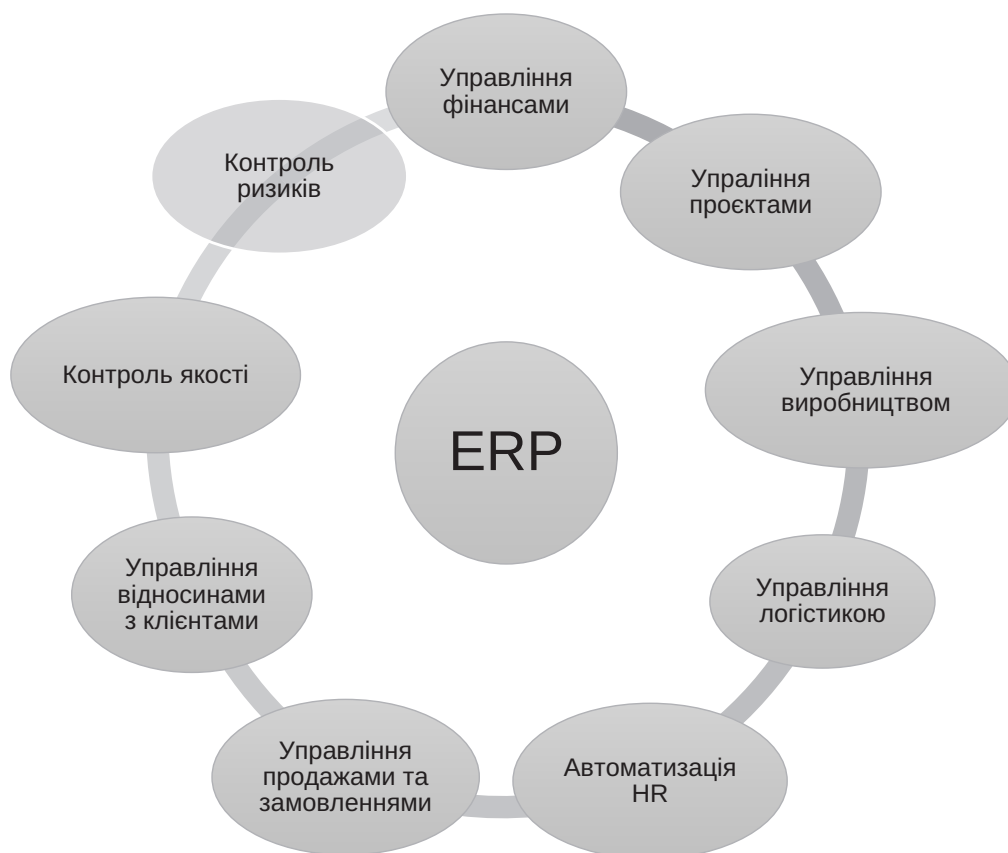 Управління
фінансами
Упраління
проєктами
Управління
виробництвом
Управління
логістикою
Автоматизація
HR
Управління
продажами та
замовленнями
Управління
відносинами
з клієнтами
Контроль якості
Контроль
ризиків
ERP